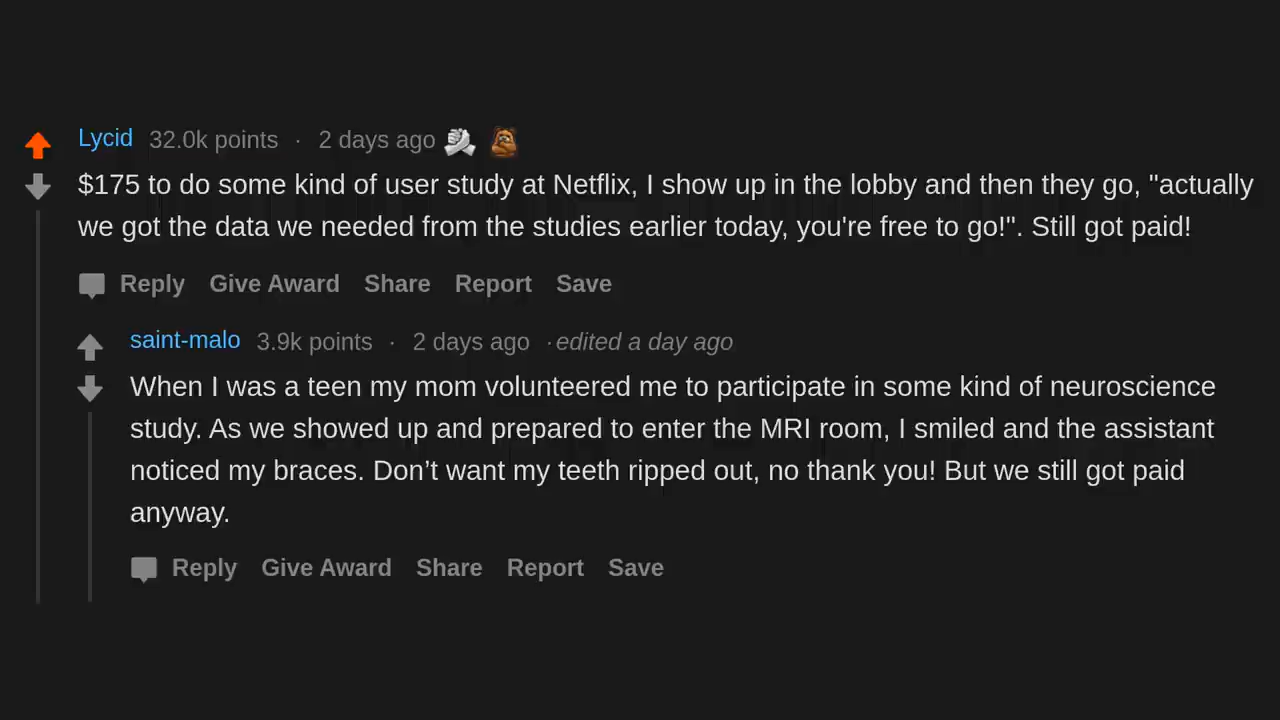 Lycid 32.0k points · 2 days ago
$175 to do some kind of user study at Netflix, I show up in the lobby and then they go, "actually
we got the data we needed from the studies earlier today, you're free to go!". Still got paid!
Reply Give Award Share Report Save
saint-malo 3.9k points · 2 days ago ·edited a day ago
When I was a teen my mom volunteered me to participate in some kind of neuroscience
study. As we showed up and prepared to enter the MRI room, I smiled and the assistant
noticed my braces. Don’t want my teeth ripped out, no thank you! But we still got paid
anyway.
Reply Give Award Share Report Save